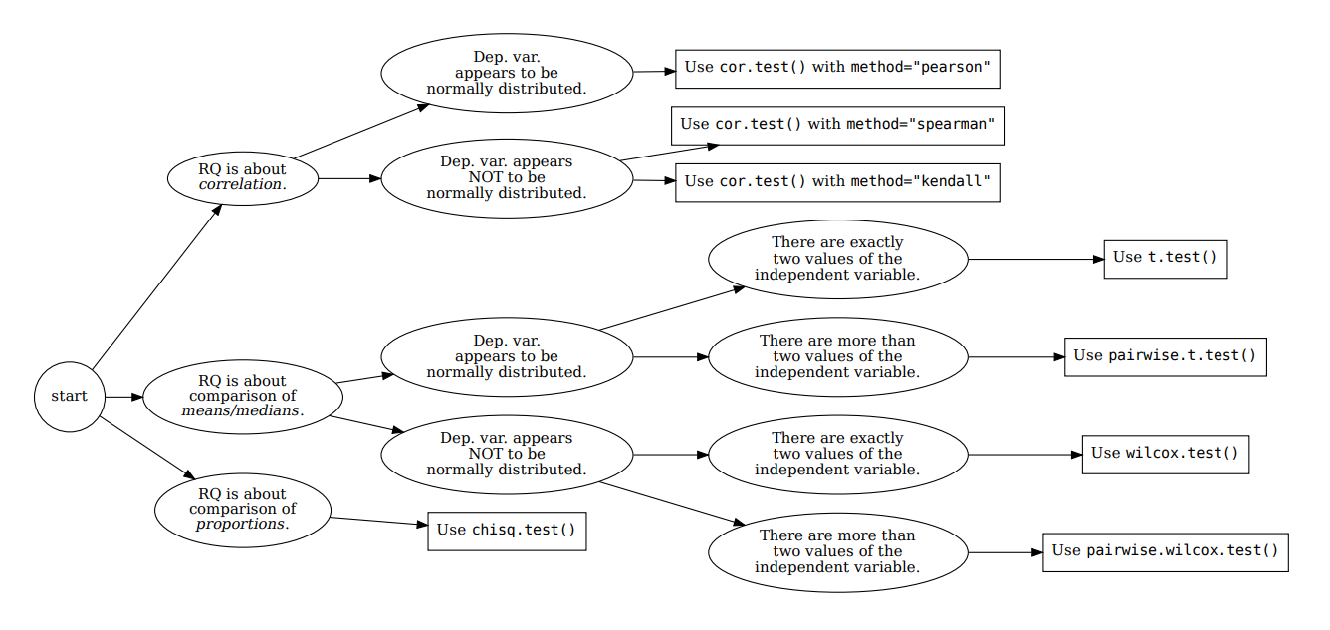 Dep. var.
appears to be
normally distributed.
Use cor.test() with method="pearson"
Use cor.test() with method="spearman"
RQ is about
correlation.
Dep. var. appears
NOT to be
normally distributed.
Use cor.test() with method="kendall"
There are exactly
two values of the
independent variable.
Use t.test()
start
RQ is about
comparison of
means/medians.
Dep. var.
appears to be
normally distributed.
There are more than
two values of the
independent variable.
Use pairwise.t.test()
Dep. var. appears
NOT to be
normally distributed.
There are exactly
two values of the
independent variable.
Use wilcox.test()
RQ is about
comparison of
proportions.
Use chisq.test()
There are more than
two values of the
independent variable.
Use pairwise.wilcox.test()